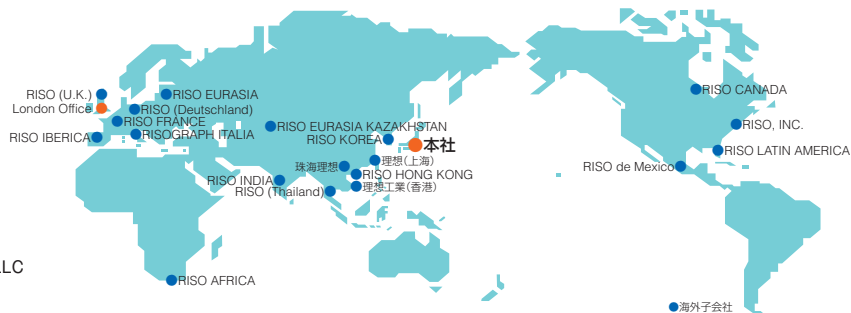 RISO (U.K.)
London Office
RISO EURASIA
RISO (Deutschland)
RISO FRANCE
RISO IBERICA
RISOGRAPH ITALIA
RISO EURASIA KAZAKHSTAN
RISO KOREA
本社
珠海理想
理想(上海)
RISO HONG KONG
理想工業(香港)
RISO INDIA
RISO (Thailand)
RISO AFRICA
LLC
RISO CANADA
RISO, INC.
RISO LATIN AMERICA
RISO de Mexico
海外子会社